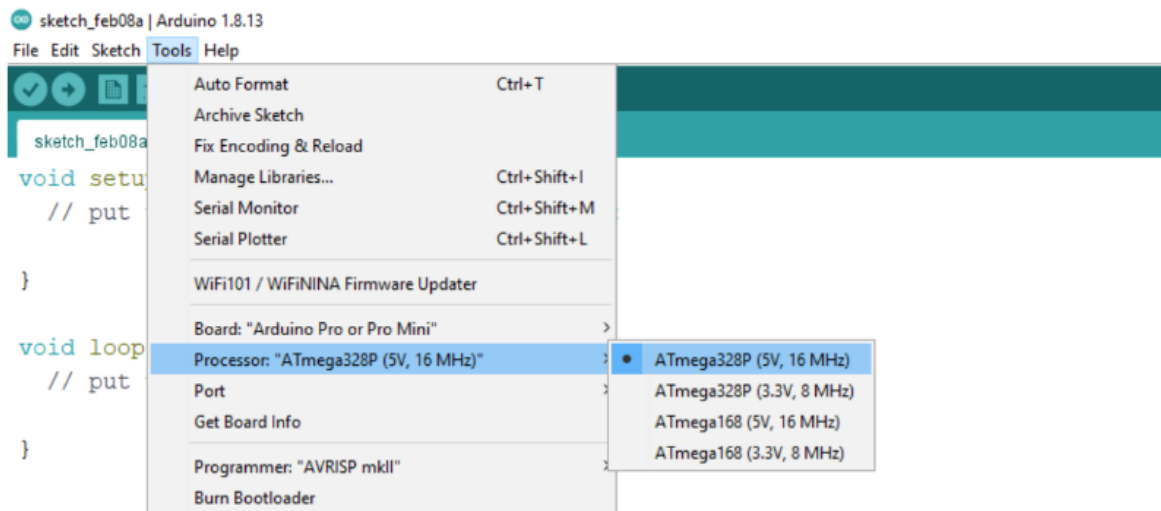 sketch_feb08a | Arduino 1.8.13
File Edit Sketch Tools Help
sketch_feb08a
Auto Format Ctrl+T
Archive Sketch
Fix Encoding & Reload
Manage Libraries... Ctrl+Shift+I
Serial Monitor Ctrl+Shift+M
Serial Plotter Ctrl+Shift+L
WiFi101 / WiFiNINA Firmware Updater
Board: "Arduino Pro or Pro Mini"
Processor: "ATmega328P (5V, 16 MHz)"
Port
Get Board Info
Programmer: "AVRISP mkII"
Burn Bootloader
ATmega328P (5V, 16 MHz)
ATmega328P (3.3V, 8 MHz)
ATmega168 (5V, 16 MHz)
ATmega168 (3.3V, 8 MHz)
void setu
// put
}
void loop
// put
}